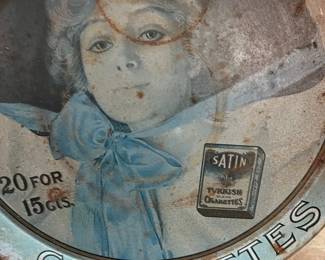 20 FOR
15 CTS.
SATIN
TURKISH
CIGARETTES